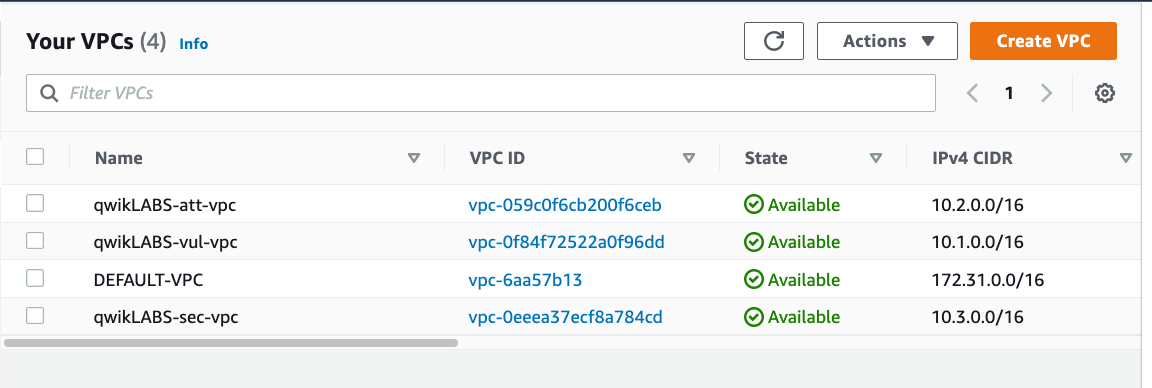 Your VPCs (4) Info Actions Create VPC
Filter VPCs 1
Name VPC ID State IPv4 CIDR
qwikLABS-att-vpc vpc-059c0f6cb200f6ceb Available 10.2.0.0/16
qwikLABS-vul-vpc vpc-0f84f72522a0f96dd Available 10.1.0.0/16
DEFAULT-VPC vpc-6aa57b13 Available 172.31.0.0/16
qwikLABS-sec-vpc vpc-0eeea37ecf8a784cd Available 10.3.0.0/16